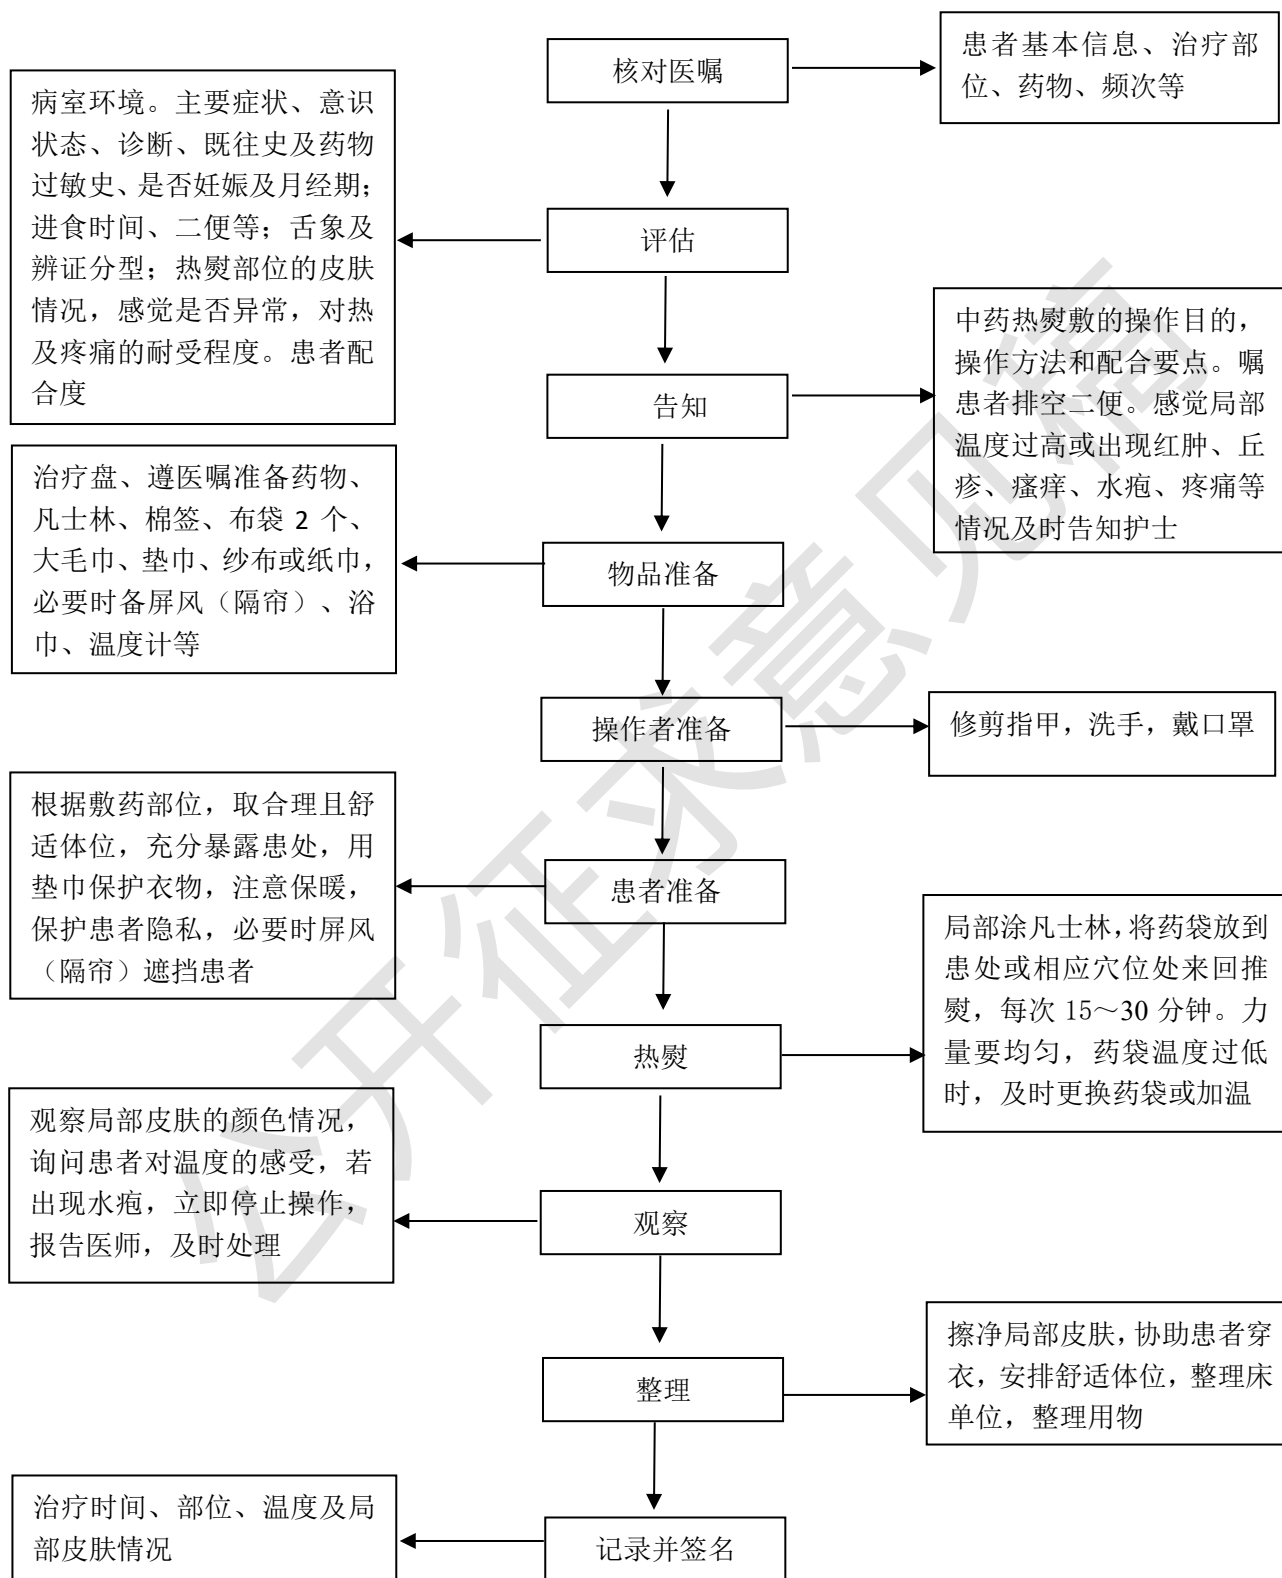 核对医嘱
患者基本信息、治疗部
位、药物、频次等
病室环境。主要症状、意识
状态、诊断、既往史及药物
过敏史、是否妊娠及月经期；
进食时间、二便等；舌象及
辨证分型；热熨部位的皮肤
情况，感觉是否异常，对热
及疼痛的耐受程度。患者配
合度
评估
告知
中药热熨敷的操作目的，
操作方法和配合要点。嘱
患者排空二便。感觉局部
温度过高或出现红肿、丘
疹、瘙痒、水疱、疼痛等
情况及时告知护士
治疗盘、遵医嘱准备药物、
凡士林、棉签、布袋 2 个、
大毛巾、垫巾、纱布或纸巾，
必要时备屏风（隔帘）、浴
巾、温度计等
物品准备
操作者准备
修剪指甲，洗手，戴口罩
根据敷药部位，取合理且舒
适体位，充分暴露患处，用
垫巾保护衣物，注意保暖，
保护患者隐私，必要时屏风
（隔帘）遮挡患者
患者准备
热熨
局部涂凡士林，将药袋放到
患处或相应穴位处来回推
熨，每次 15～30 分钟。力
量要均匀，药袋温度过低
时，及时更换药袋或加温
观察局部皮肤的颜色情况，
询问患者对温度的感受，若
出现水疱，立即停止操作，
报告医师，及时处理
观察
整理
擦净局部皮肤，协助患者穿
衣，安排舒适体位，整理床
单位，整理用物
治疗时间、部位、温度及局
部皮肤情况
记录并签名
公开征求意见稿